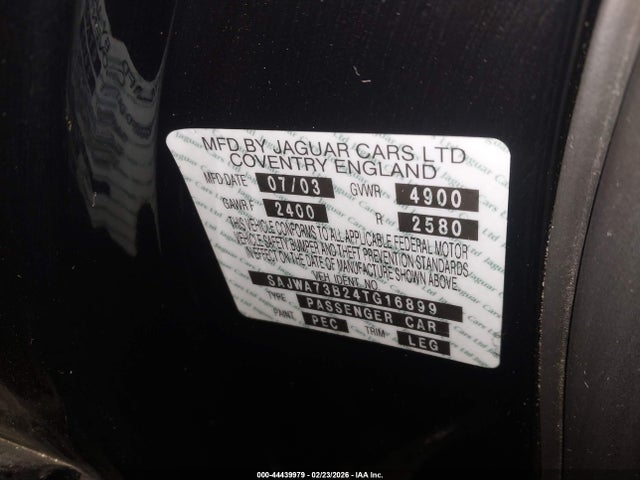 MFD BY JAGUAR CARS LTD
COVENTRY ENGLAND
MFD DATE 07/03 GVWR 4900
GAWR F 2400 R 2580
THIS VEHICLE CONFORMS TO ALL APPLICABLE FEDERAL MOTOR
VEHICLE SAFETY BUMPER AND THEFT PREVENTION STANDARDS
IN EFFECT ON THE DATE OF MANUFACTURE SHOWN ABOVE.
VEH IDENT. No.
SAJWA73B24TG16899
TYPE PASSENGER CAR
PAINT PEC TRIM LEG
000-44439979 - 02/23/2026 - IAA Inc.